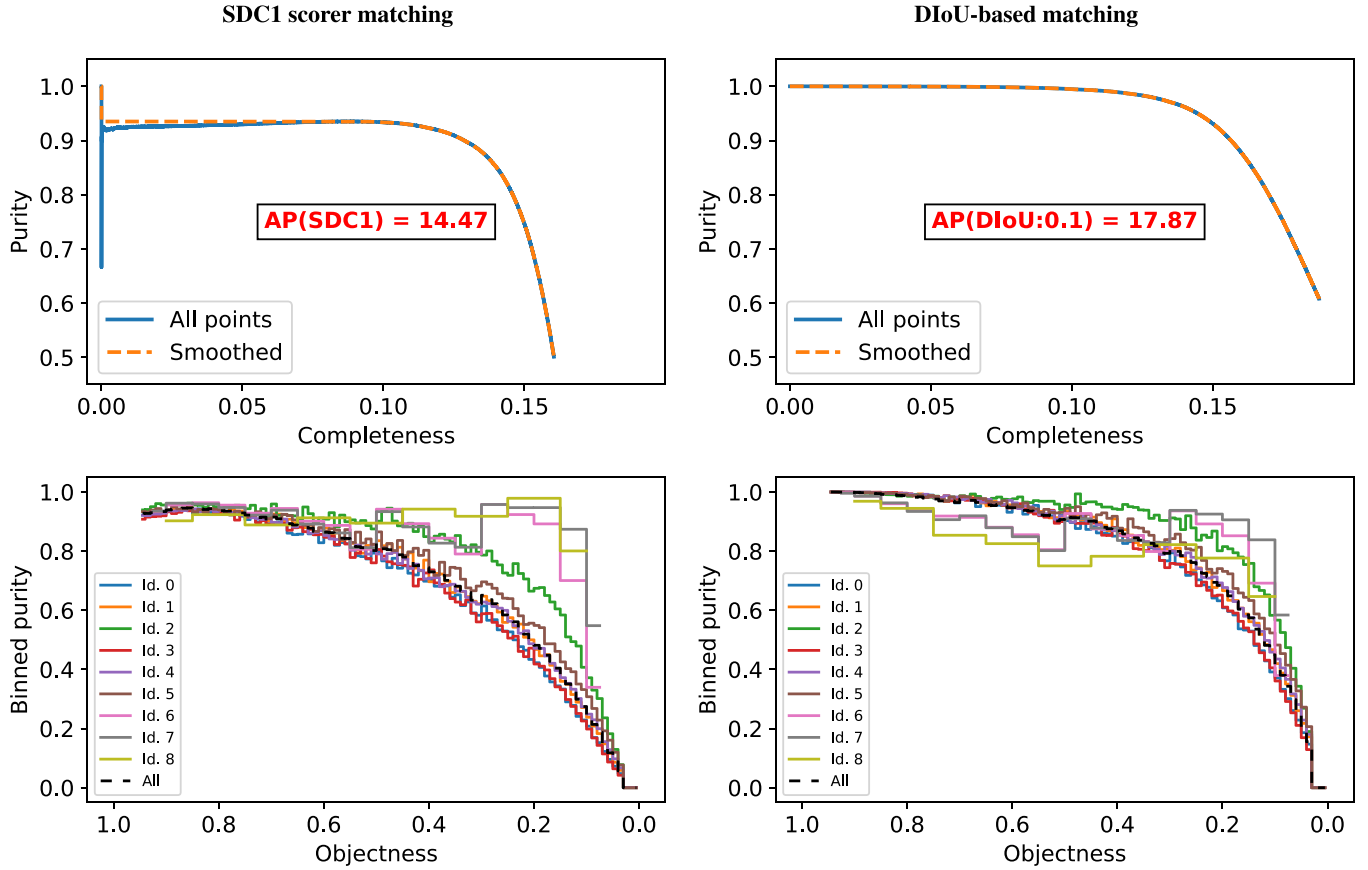 SDC1 scorer matching
DIoU-based matching
1.0
0.9
0.8
0.7
0.6
0.5
Purity
AP(SDC1) = 14.47
All points
Smoothed
0.00
0.05
0.10
0.15
Completeness
1.0
0.9
0.8
0.7
0.6
0.5
Purity
AP(DIoU:0.1) = 17.87
All points
Smoothed
0.00
0.05
0.10
0.15
Completeness
1.0
0.8
0.6
0.4
0.2
0.0
Binned purity
Id. 0
Id. 1
Id. 2
Id. 3
Id. 4
Id. 5
Id. 6
Id. 7
Id. 8
All
1.0
0.8
0.6
0.4
0.2
0.0
Objectness
1.0
0.8
0.6
0.4
0.2
0.0
Binned purity
Id. 0
Id. 1
Id. 2
Id. 3
Id. 4
Id. 5
Id. 6
Id. 7
Id. 8
All
1.0
0.8
0.6
0.4
0.2
0.0
Objectness